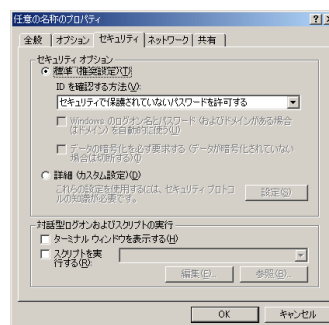 任意の名称のプロパティ
全般 オプション セキュリティ ネットワーク 共有
セキュリティ オプション
標準 (推奨設定)(T)
ID を確認する方法(V):
セキュリティで保護されていないパスワードを許可する
Windows のログオン名とパスワード (およびドメインがある場合
はドメイン) を自動的に使う(U)
データの暗号化を必ず要求する (データが暗号化されていない
場合は切断する)(I)
詳細 (カスタム設定)(D)
これらの設定を使用するには、セキュリティ プロトコ
ルの知識が必要です。
設定(S)
対話型ログオンおよびスクリプトの実行
ターミナル ウィンドウを表示する(H)
スクリプトを実
行する(R):
編集(E)... 参照(B)...
OK キャンセル